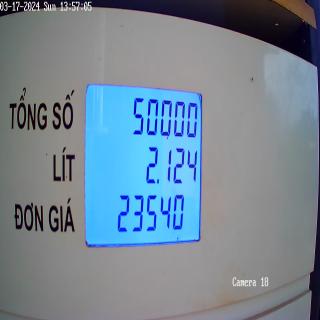 03-17-2024 Sun 13:57:05
TỔNG SỐ 50000
LÍT 2.124
ĐƠN GIÁ 23540
Camera 18